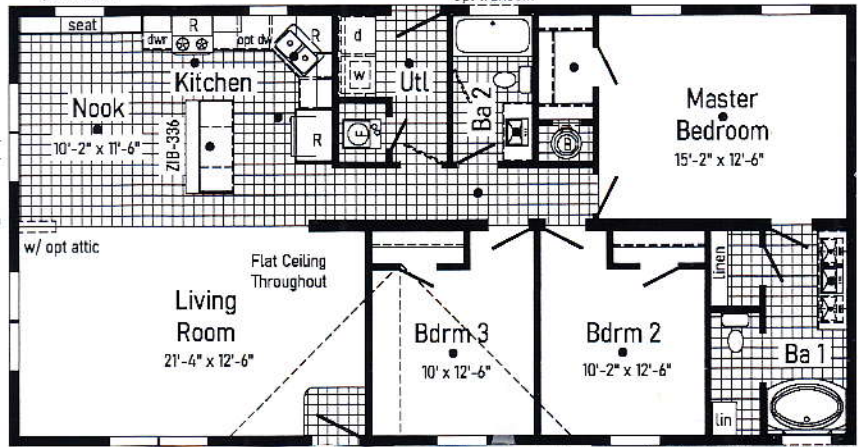 seat
R
dwr
opt dw
R
d
w
Kitchen
Utl
Nook
10'-2" x 11'-6"
ZIB-336
R
F
Ba 2
B
Master
Bedroom
15'-2" x 12'-6"
w/ opt attic
Flat Ceiling
Throughout
Living
Room
21'-4" x 12'-6"
Bdrm 3
10' x 12'-6"
Bdrm 2
10'-2" x 12'-6"
linen
Ba 1
lin